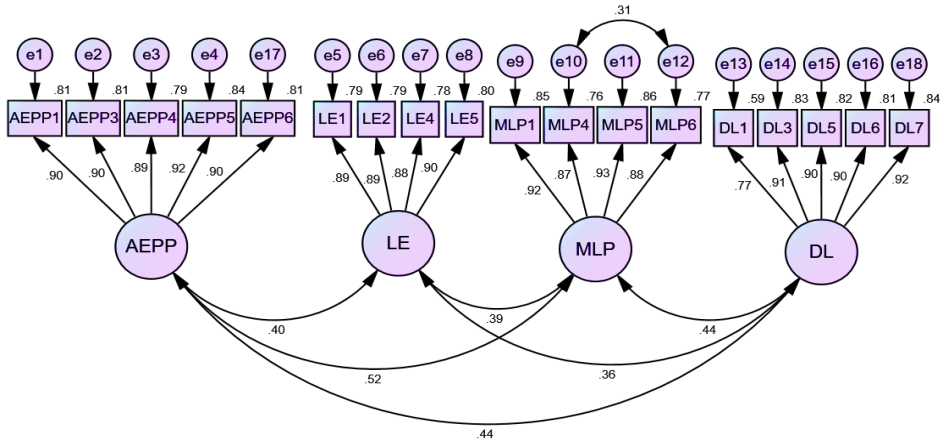 .31
e1 e2 e3 e4 e17 e5 e6 e7 e8 e9 e10 e11 e12 e13 e14 e15 e16 e18
.81 .81 .79 .84 .81 .79 .79 .78 .80 .85 .76 .86 .77 .59 .83 .82 .81 .84
AEPP1 AEPP3 AEPP4 AEPP5 AEPP6 LE1 LE2 LE4 LE5 MLP1 MLP4 MLP5 MLP6 DL1 DL3 DL5 DL6 DL7
.90 .90 .89 .92 .90 .89 .89 .88 .90 .92 .87 .93 .88 .77 .91 .90 .90 .92
AEPP LE MLP DL
.40 .39 .44
.52 .36
.44